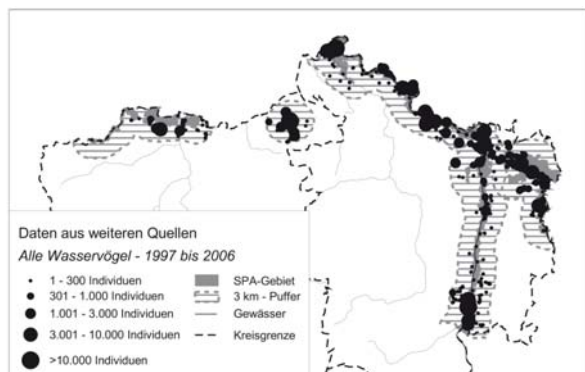 Daten aus weiteren Quellen
Alle Wasservögel - 1997 bis 2006
1 - 300 Individuen
301 - 1.000 Individuen
1.001 - 3.000 Individuen
3.001 - 10.000 Individuen
>10.000 Individuen
SPA-Gebiet
3 km - Puffer
Gewässer
Kreisgrenze